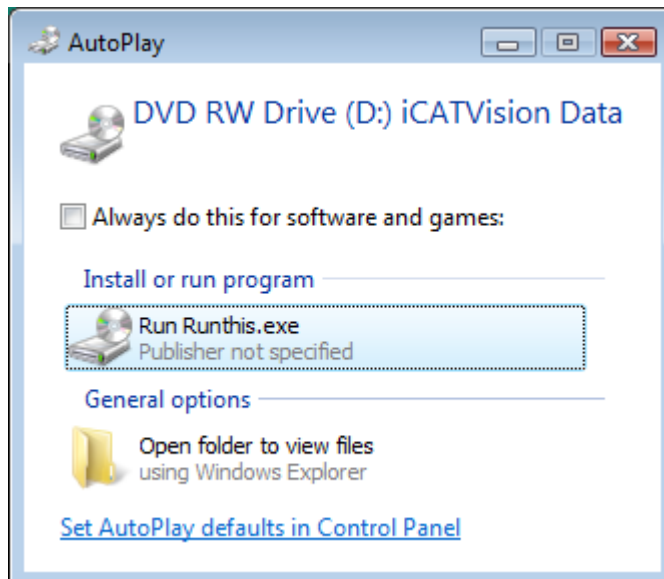 AutoPlay
DVD RW Drive (D:) iCATVision Data
Always do this for software and games:
Install or run program
Run Runthis.exe
Publisher not specified
General options
Open folder to view files
using Windows Explorer
Set AutoPlay defaults in Control Panel